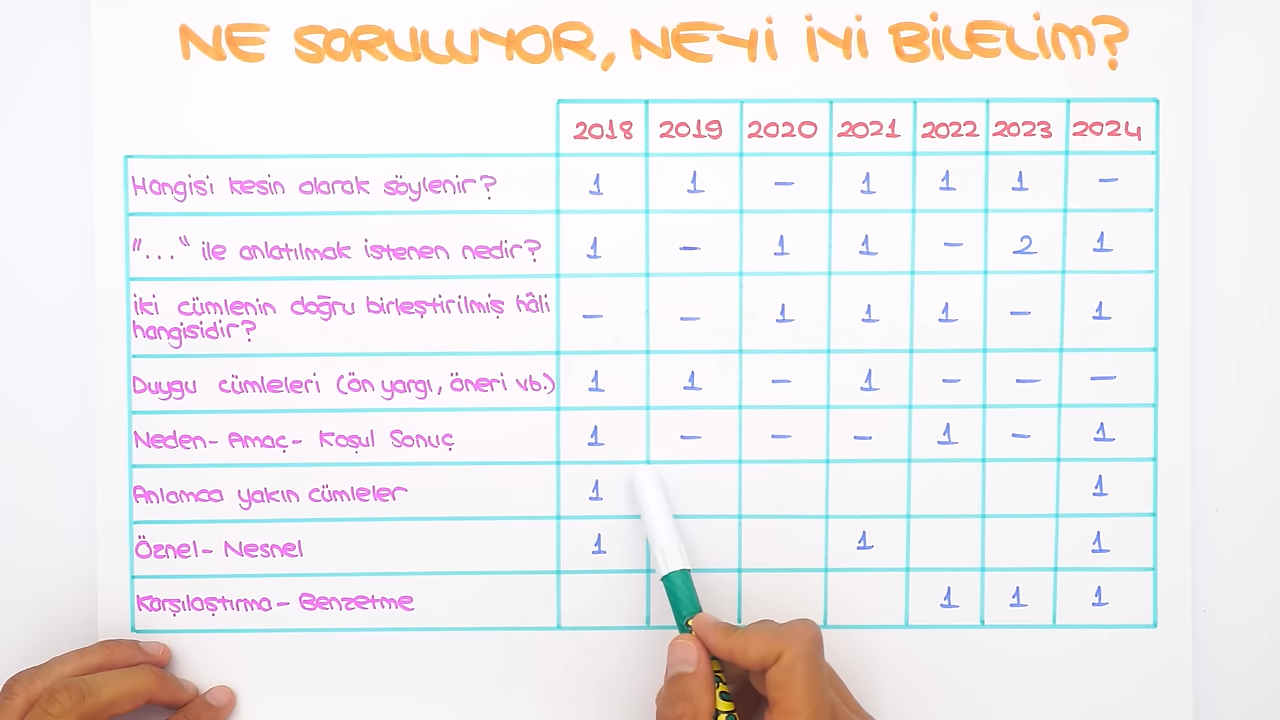 NE SORULUYOR, NEYİ İYİ BİLELİM?
2018 2019 2020 2021 2022 2023 2024
Hangisi kesin olarak söylenir? 1 1 - 1 1 1 -
"..." ile anlatılmak istenen nedir? 1 - 1 1 - 2 1
İki cümlenin doğru birleştirilmiş hâli
hangisidir? - - 1 1 1 - 1
Duygu cümleleri (ön yargı, öneri vb.) 1 1 - 1 - - -
Neden- Amaç- Koşul Sonuç 1 - - - 1 - 1
Anlamca yakın cümleler 1 1
Öznel- Nesnel 1 1 1
Karşılaştırma- Benzetme 1 1 1